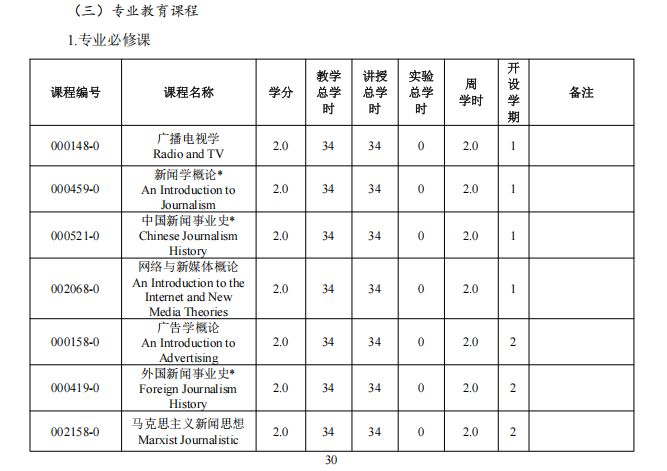 （三）专业教育课程
1.专业必修课
课程编号 课程名称 学分 教学总学时 讲授总学时 实验总学时 周学时 开设学期 备注
000148-0 广播电视学 Radio and TV 2.0 34 34 0 2.0 1
000459-0 新闻学概论* An Introduction to Journalism 2.0 34 34 0 2.0 1
000521-0 中国新闻事业史* Chinese Journalism History 2.0 34 34 0 2.0 1
002068-0 网络与新媒体概论 An Introduction to the Internet and New Media Theories 2.0 34 34 0 2.0 1
000158-0 广告学概论 An Introduction to Advertising 2.0 34 34 0 2.0 2
000419-0 外国新闻事业史* Foreign Journalism History 2.0 34 34 0 2.0 2
002158-0 马克思主义新闻思想 Marxist Journalistic 2.0 34 34 0 2.0 2
30